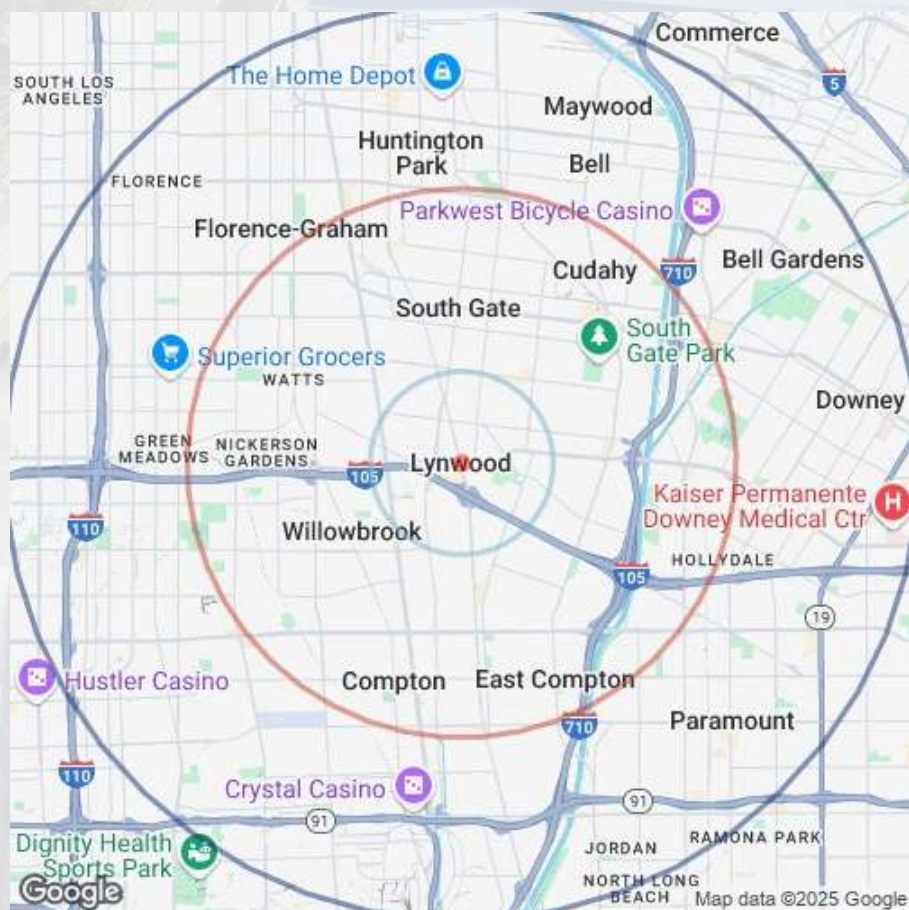 Commerce
The Home Depot
5
SOUTH LOS
ANGELES
Maywood
Huntington
Park
Bell
FLORENCE
Parkwest Bicycle Casino
Florence-Graham
Cudahy
710
Bell Gardens
South Gate
South
Gate Park
Superior Grocers
WATTS
Downey
GREEN
MEADOWS
NICKERSON
GARDENS
Lynwood
105
Kaiser Permanente
Downey Medical Ctr
H
110
Willowbrook
HOLLYDALE
105
19
Hustler Casino
Compton
East Compton
710
Paramount
110
Crystal Casino
91
91
Dignity Health
Sports Park
JORDAN
RAMONA PARK
NORTH LONG
BEACH
Google
Map data ©2025 Google